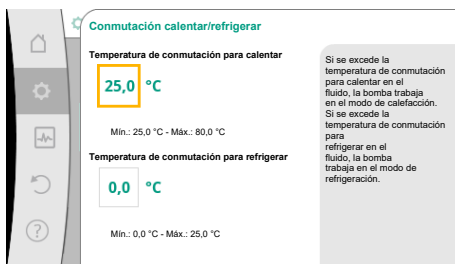 Conmutación calentar/refrigerar
Temperatura de conmutación para calentar
25,0 °C
Mín.: 25,0 °C - Máx.: 80,0 °C
Temperatura de conmutación para refrigerar
0,0 °C
Mín.: 0,0 °C - Máx.: 25,0 °C
Si se excede la
temperatura de conmutación
para calentar en el
fluido, la bomba trabaja
en el modo de calefacción.
Si se excede la
temperatura de conmutación
para
refrigerar en el
fluido, la bomba
trabaja en el modo de
refrigeración.
?